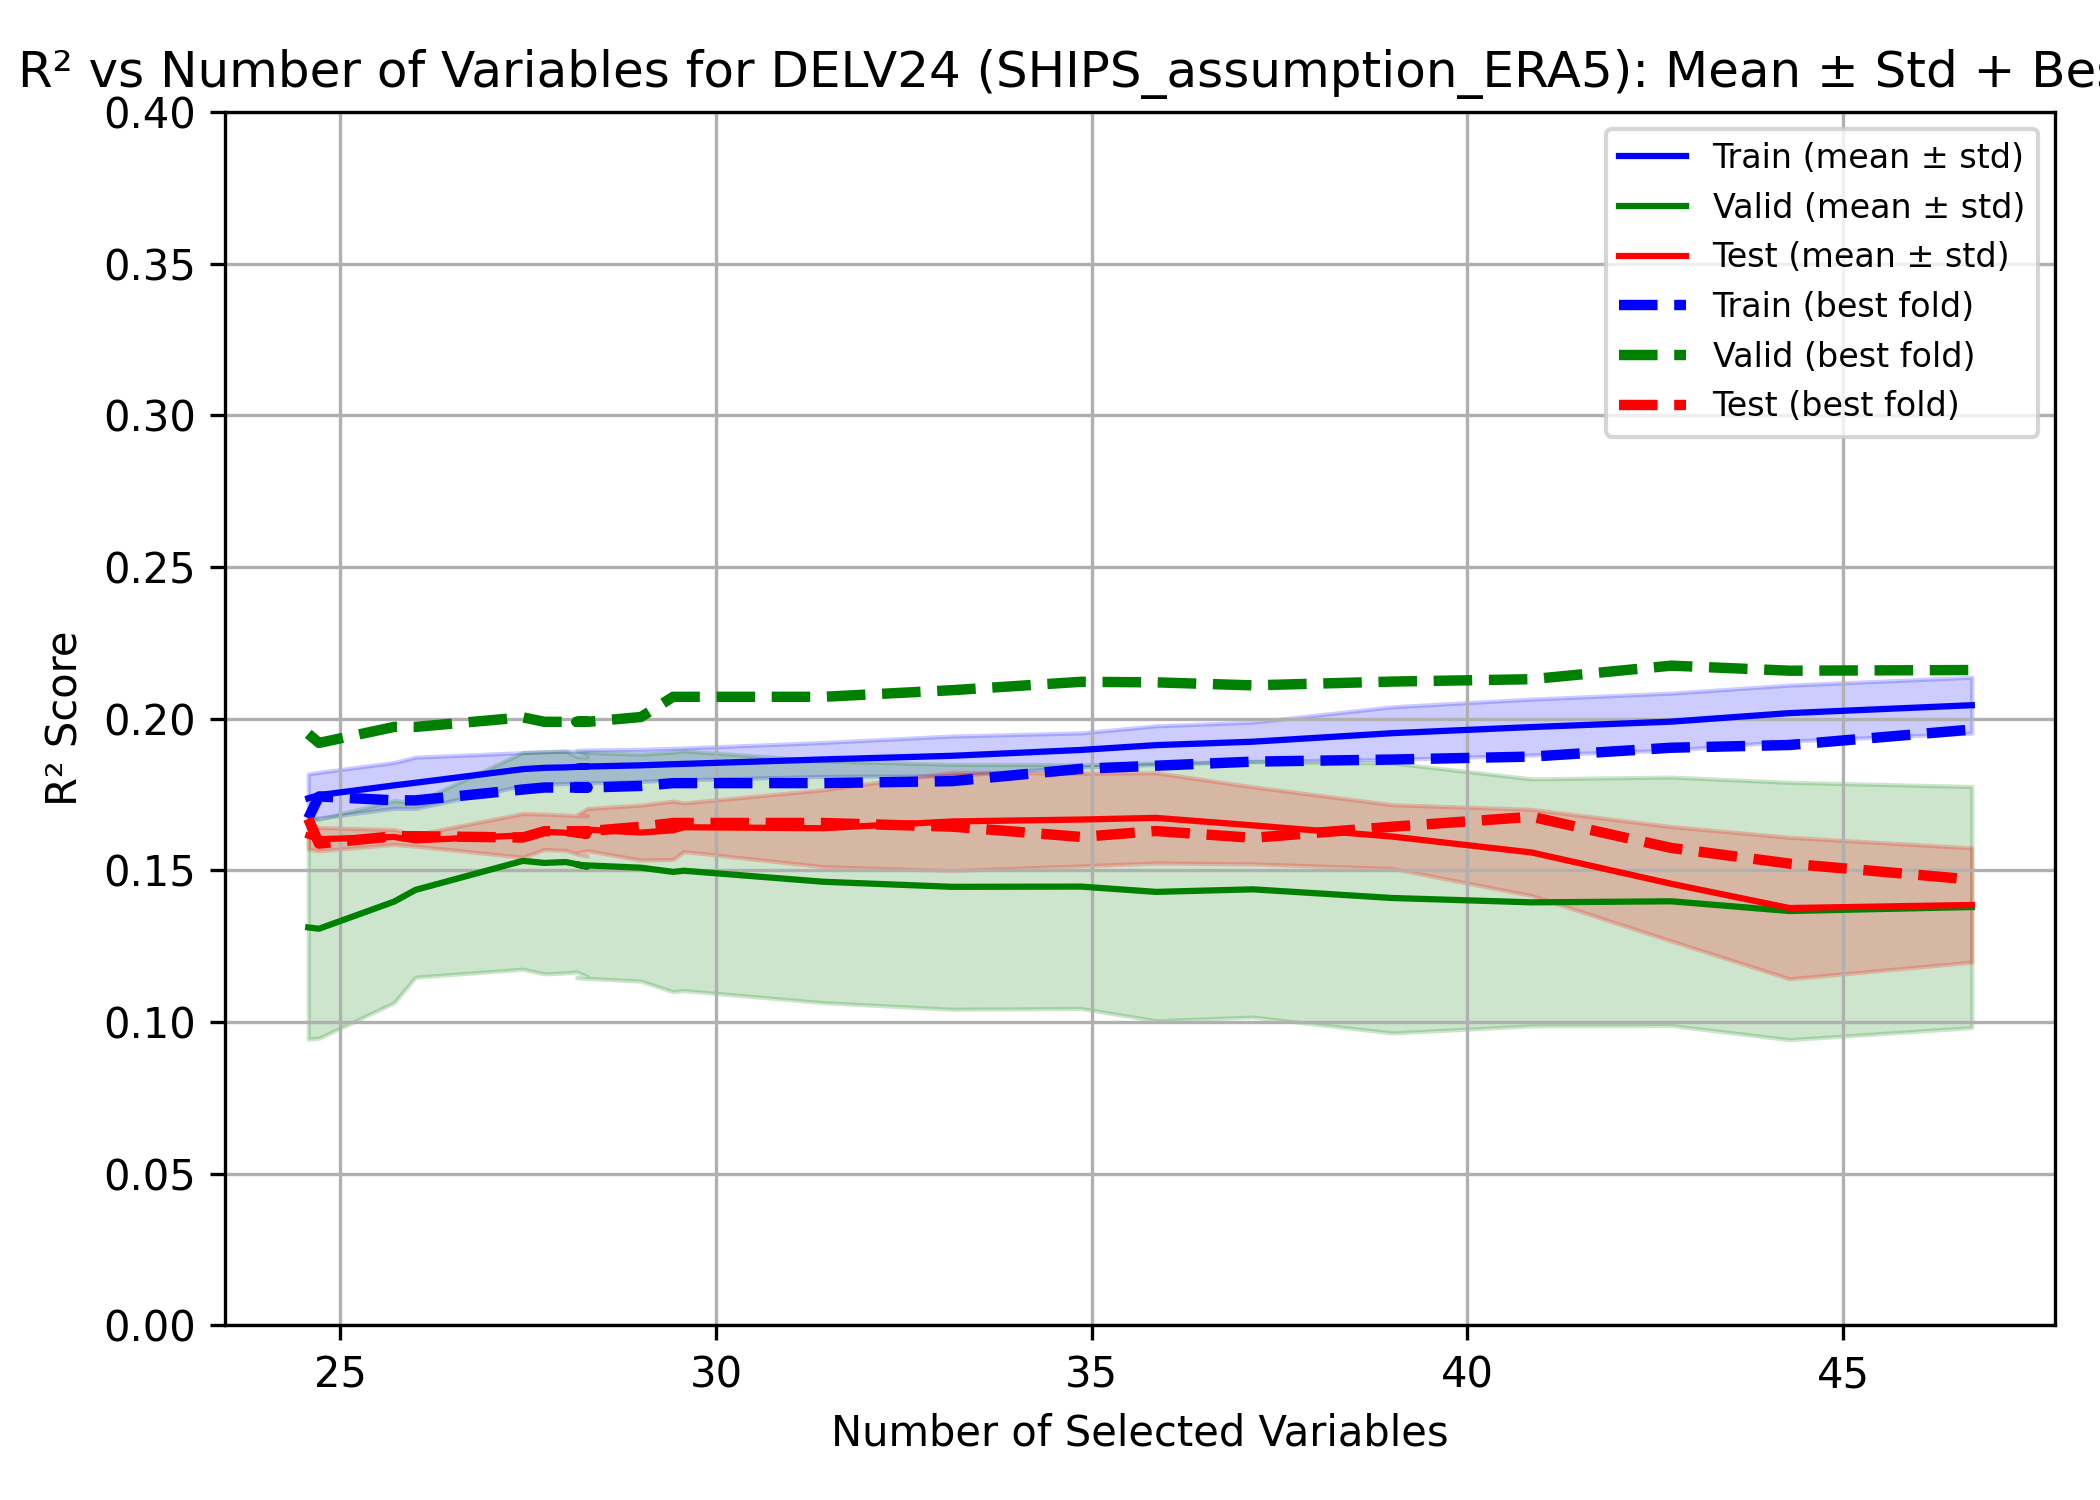 R² vs Number of Variables for DELV24 (SHIPS_assumption_ERA5): Mean ± Std + Bes
0.40
0.35
0.30
0.25
0.20
0.15
0.10
0.05
0.00
R² Score
Train (mean ± std)
Valid (mean ± std)
Test (mean ± std)
Train (best fold)
Valid (best fold)
Test (best fold)
25 30 35 40 45
Number of Selected Variables